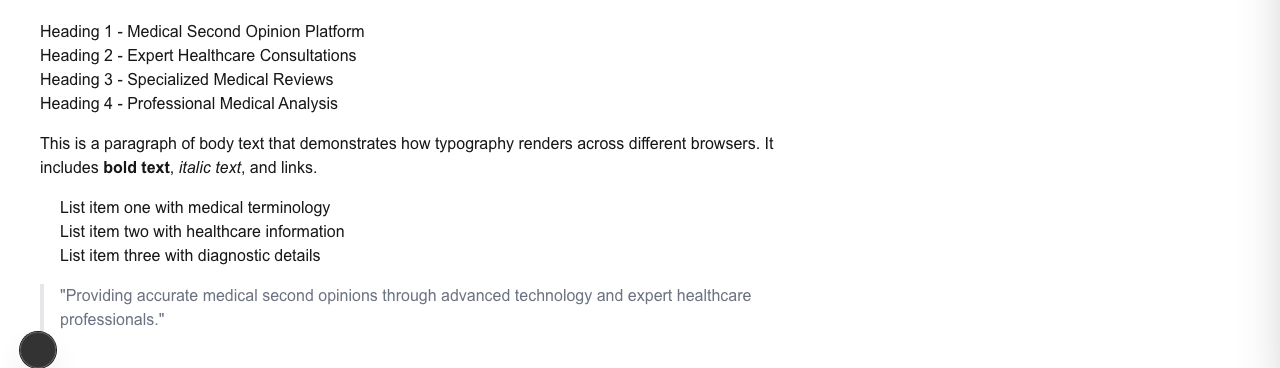 Heading 1 - Medical Second Opinion Platform
Heading 2 - Expert Healthcare Consultations
Heading 3 - Specialized Medical Reviews
Heading 4 - Professional Medical Analysis
This is a paragraph of body text that demonstrates how typography renders across different browsers. It
includes bold text, italic text, and links.
List item one with medical terminology
List item two with healthcare information
List item three with diagnostic details
"Providing accurate medical second opinions through advanced technology and expert healthcare
professionals."